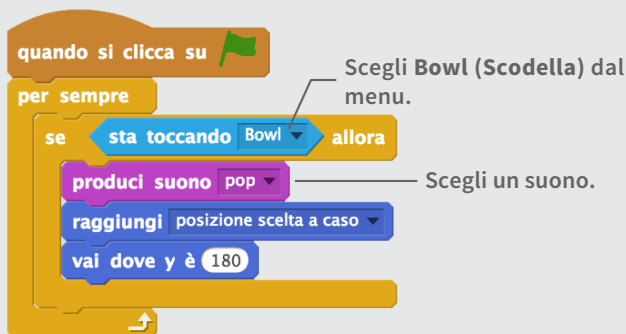 quando si clicca su
Scegli Bowl (Scodella) dal
menu.
per sempre
se sta toccando Bowl allora
produci suono pop
Scegli un suono.
raggiungi posizione scelta a caso
vai dove y è 180